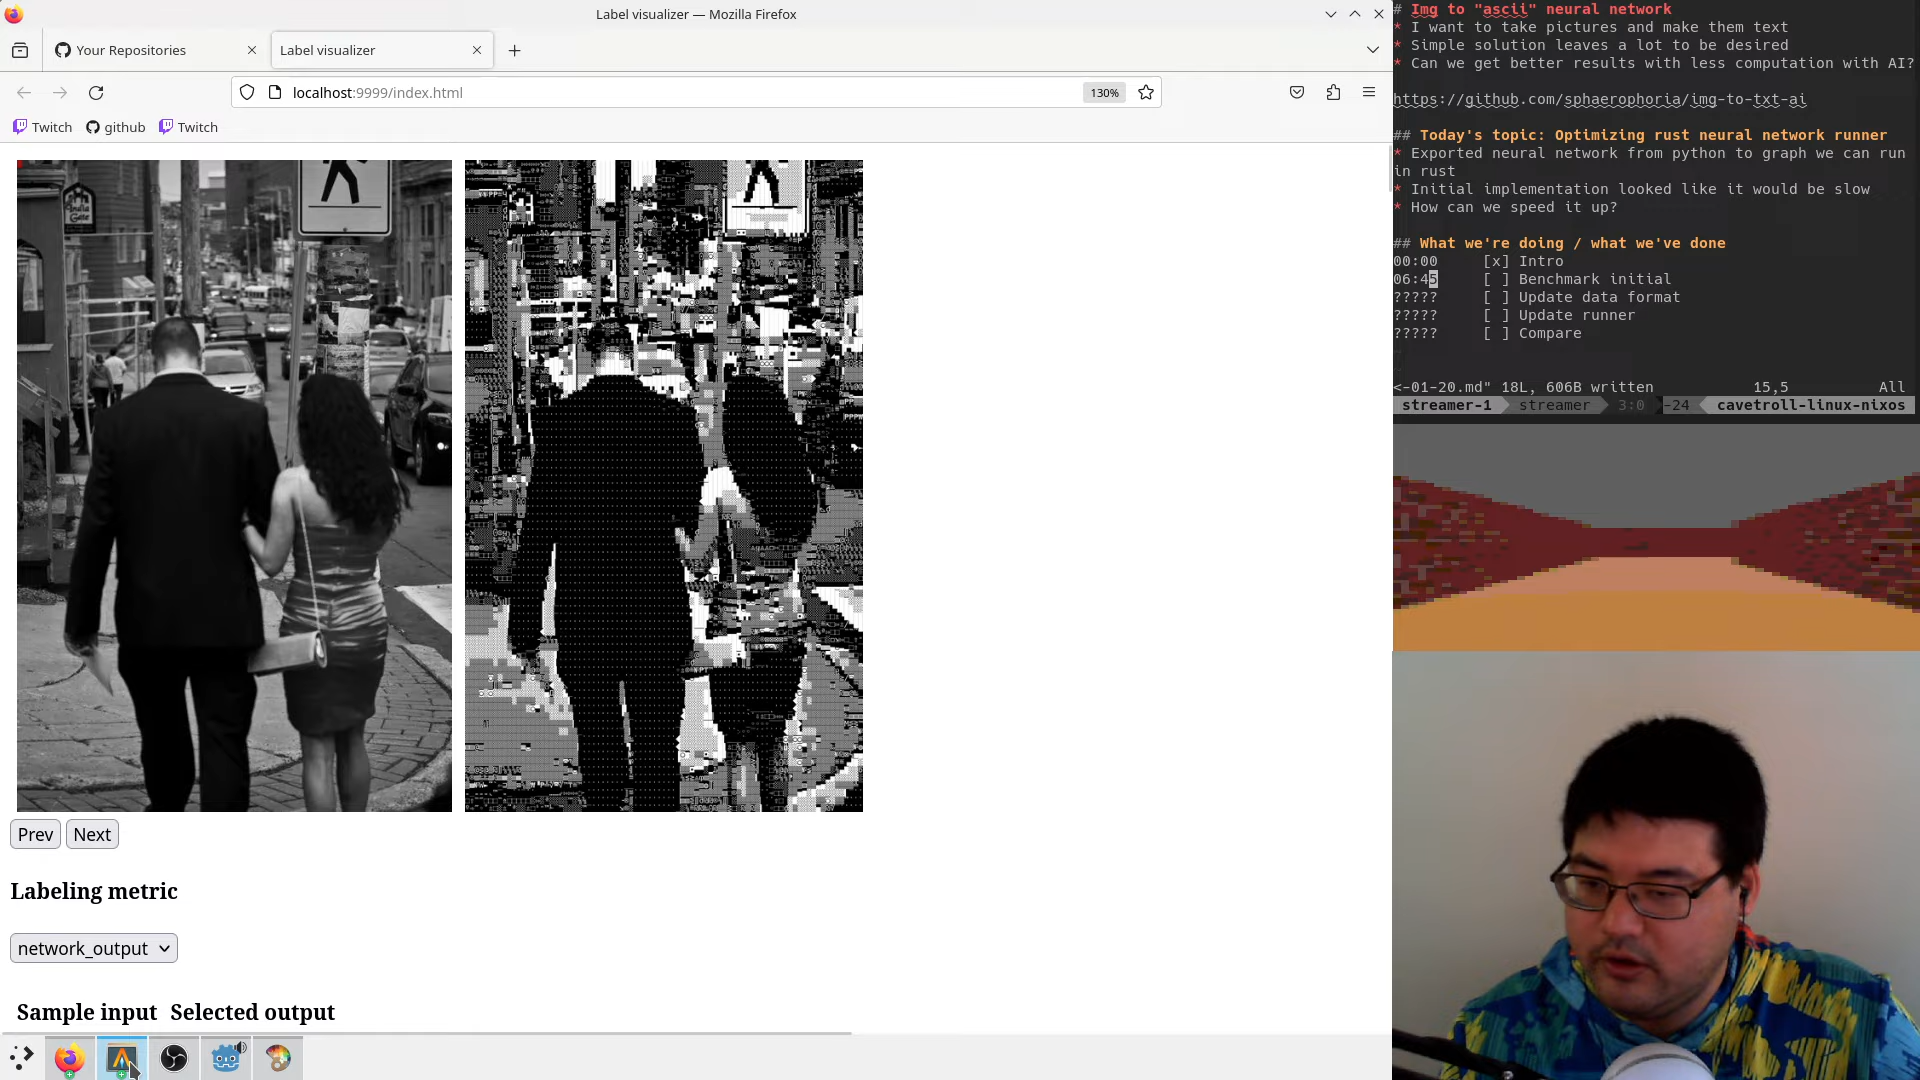 Label visualizer — Mozilla Firefox
Your Repositories
Label visualizer
localhost:9999/index.html
130%
Twitch
github
Twitch
Prev
Next
Labeling metric
network_output
Sample input
Selected output
# Img to "ascii" neural network
* I want to take pictures and make them text
* Simple solution leaves a lot to be desired
* Can we get better results with less computation with AI?
https://github.com/sphaerophoria/img-to-txt-ai
## Today's topic: Optimizing rust neural network runner
* Exported neural network from python to graph we can run
in rust
* Initial implementation looked like it would be slow
* How can we speed it up?
## What we're doing / what we've done
00:00 [x] Intro
06:45 [ ] Benchmark initial
????? [ ] Update data format
????? [ ] Update runner
????? [ ] Compare
<-01-20.md" 18L, 606B written 15,5 All
streamer-1 streamer 3:0 -24 cavetroll-linux-nixos